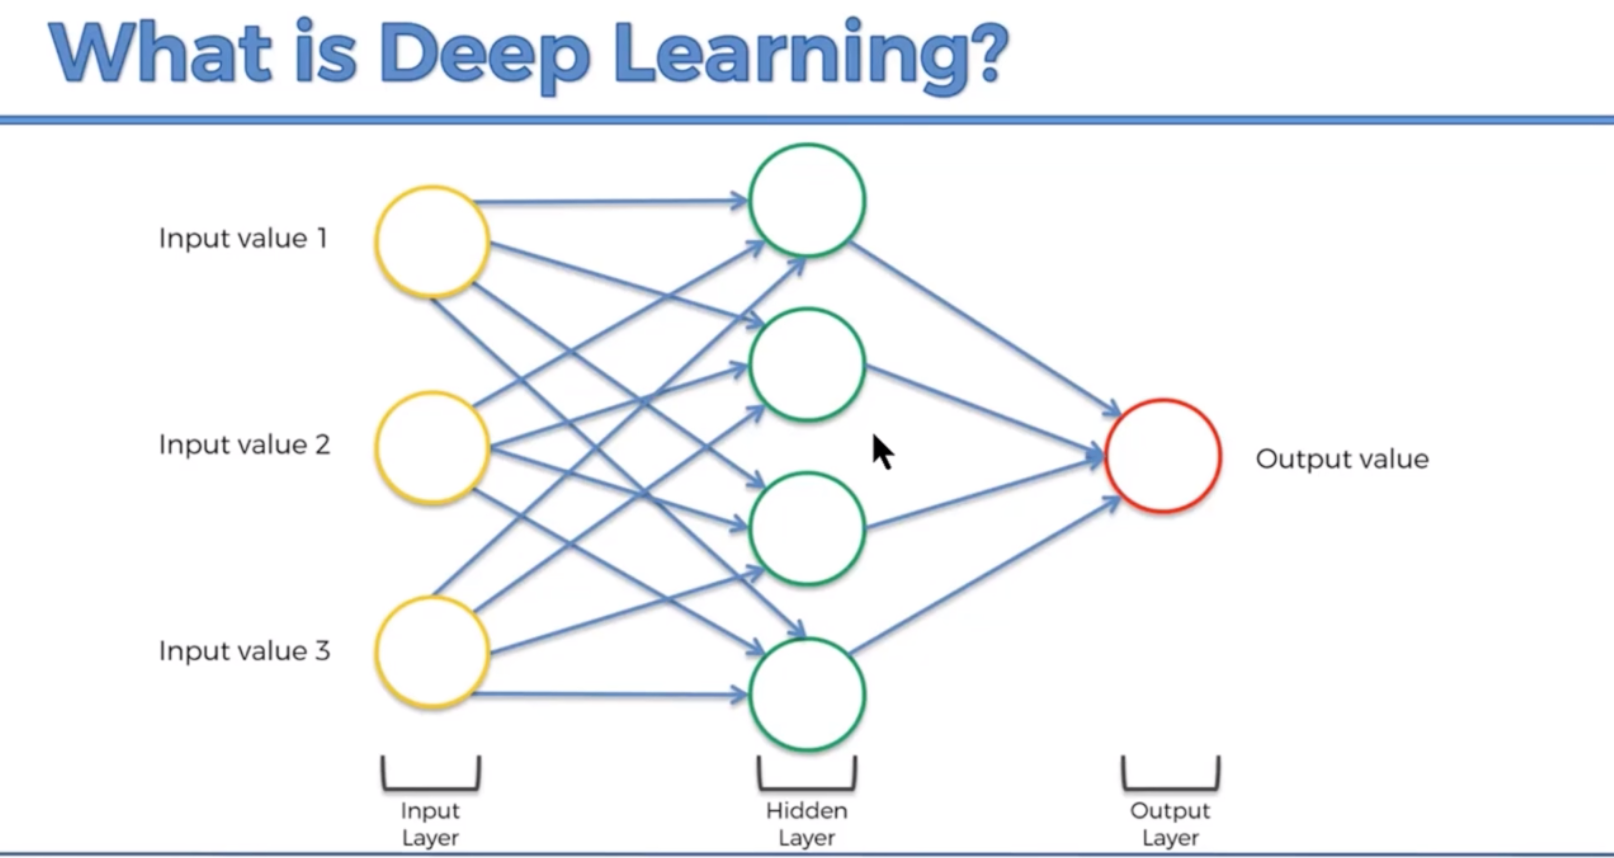 What is Deep Learning?
Input value 1
Input value 2
Input value 3
Output value
Input
Layer
Hidden
Layer
Output
Layer